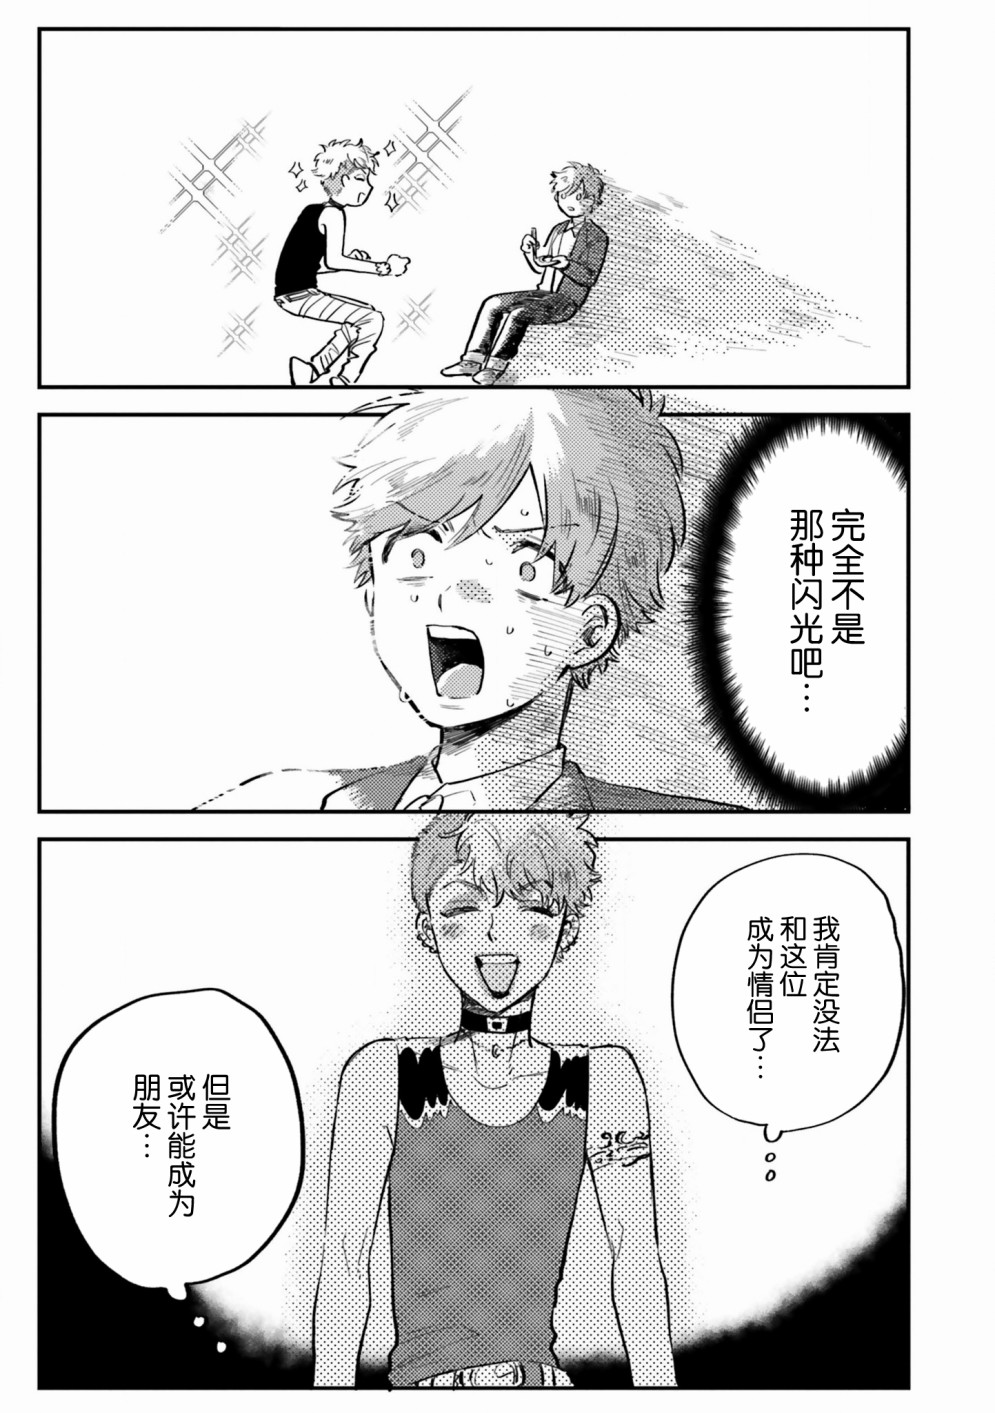 完全不是
那种闪光吧…
我肯定没法
和这位
成为情侣了…
但是
或许能成为
朋友…